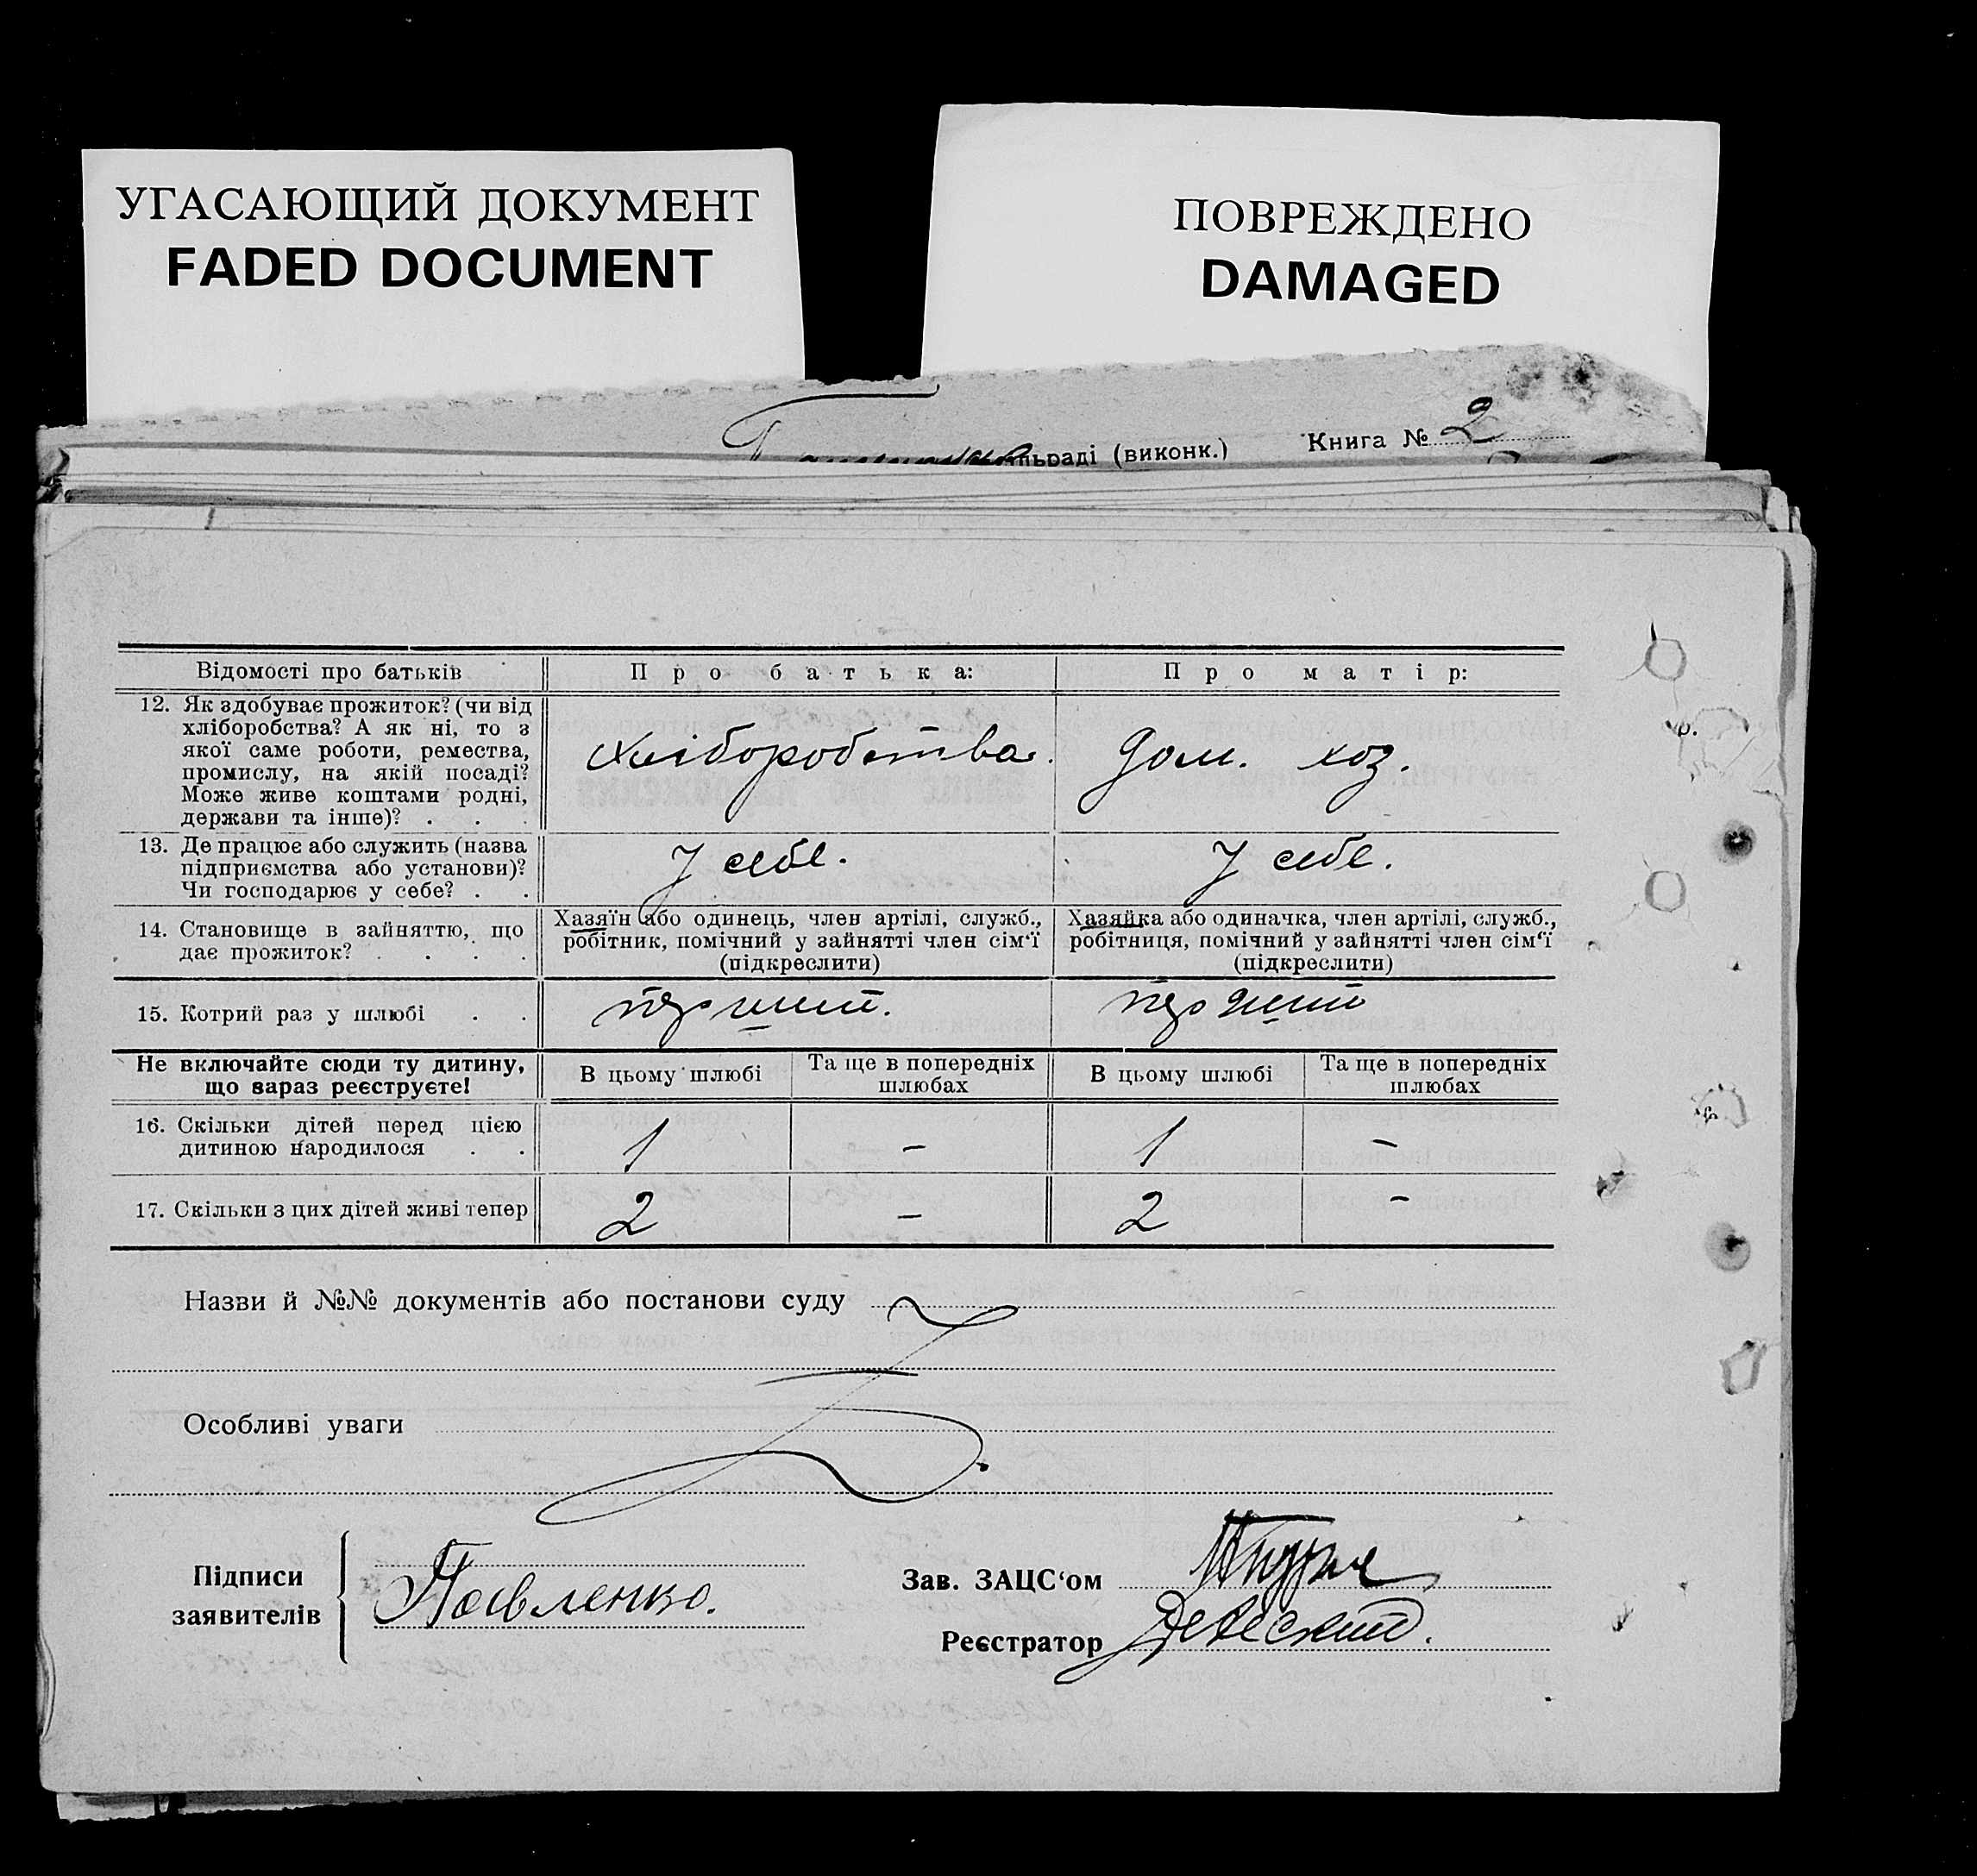 УГАСАЮЩИЙ ДОКУМЕНТ
FADED DOCUMENT
ПОВРЕЖДЕНО
DAMAGED
льраді (виконк.) Книга № 2
Відомості про батьків
Про батька:
Про матір:
12. Як здобуває прожиток? (чи від
хліборобства? А як ні, то з
якої саме роботи, ремества,
промислу, на якій посаді?
Може живе коштами родні,
держави та інше)? . . .
Хліборобства.
Дом. хоз.
13. Де працює або служить (назва
підприємства або установи)?
Чи господарює у себе? . .
У себе.
У себе.
14. Становище в зайняттю, що
дає прожиток? . . . .
Хазяїн або одинець, член артілі, служб.,
робітник, помічний у зайнятті член сім‘ї
(підкреслити)
Хазяйка або одиначка, член артілі, служб.,
робітниця, помічний у зайнятті член сім‘ї
(підкреслити)
15. Котрий раз у шлюбі . .
перший.
перший
Не включайте сюди ту дитину,
що вараз реєструєте!
В цьому шлюбі
Та ще в попередніх
шлюбах
В цьому шлюбі
Та ще в попередніх
шлюбах
16. Скільки дітей перед цією
дитиною народилося . .
1 – 1 –
17. Скільки з цих дітей живі тепер
2 – 2 –
Назви й №№ документів або постанови суду
Особливі уваги
Підписи
заявителів
Павленко.
Зав. ЗАЦС‘ом
Реєстратор